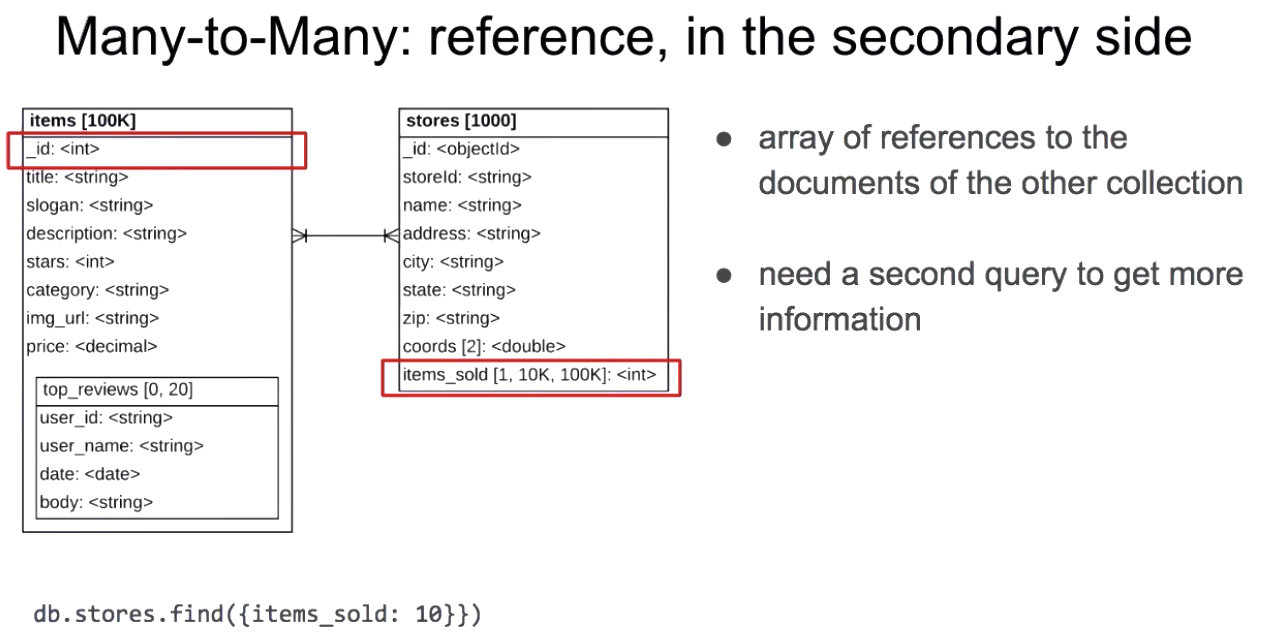 Many-to-Many: reference, in the secondary side
items [100K]
_id: <int>
title: <string>
slogan: <string>
description: <string>
stars: <int>
category: <string>
img_url: <string>
price: <decimal>
top_reviews [0, 20]
user_id: <string>
user_name: <string>
date: <date>
body: <string>
stores [1000]
_id: <objectId>
storeId: <string>
name: <string>
address: <string>
city: <string>
state: <string>
zip: <string>
coords [2]: <double>
items_sold [1, 10K, 100K]: <int>
● array of references to the
documents of the other collection
● need a second query to get more
information
db.stores.find({items_sold: 10}})